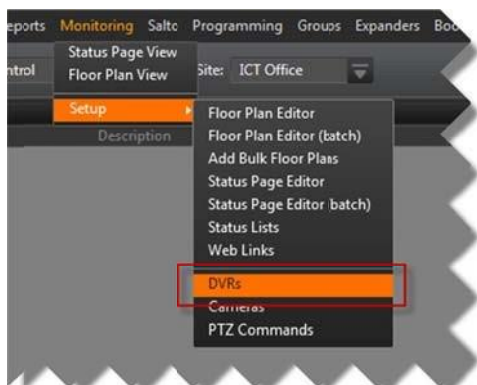 eports Monitoring Salto Programming Groups Expanders Boo
Status Page View
ntrol Floor Plan View Site: ICT Office
Setup
Description
Floor Plan Editor
Floor Plan Editor (batch)
Add Bulk Floor Plans
Status Page Editor
Status Page Editor (batch)
Status Lists
Web Links
DVRs
Cameras
PTZ Commands